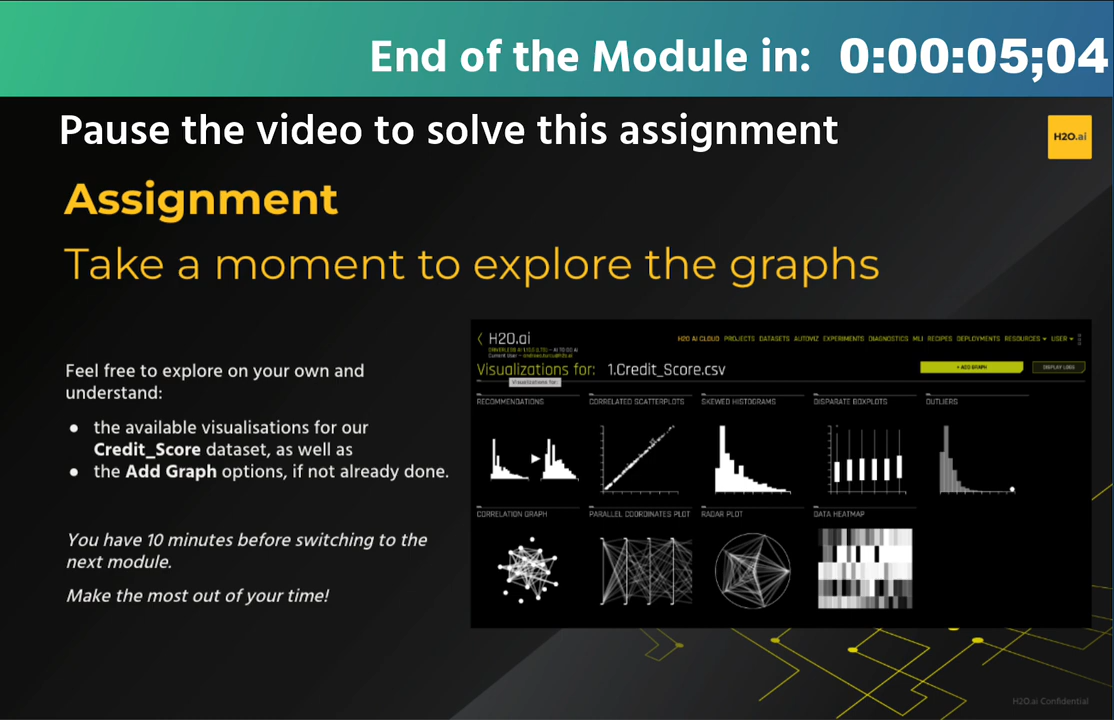 End of the Module in: 0:00:05;04
Pause the video to solve this assignment
H2O.ai
Assignment
Take a moment to explore the graphs
Feel free to explore on your own and
understand:
● the available visualisations for our
Credit_Score dataset, as well as
● the Add Graph options, if not already done.
You have 10 minutes before switching to the
next module.
Make the most out of your time!
H2O.ai
H2O AI CLOUD PROJECTS DATASETS AUTOVIZ EXPERIMENTS DIAGNOSTICS MLI RECIPES DEPLOYMENTS RESOURCES USER
Visualizations for: 1.Credit_Score.csv
+ ADD GRAPH
DISPLAY LOGS
Visualizations for:
RECOMMENDATIONS CORRELATED SCATTERPLOTS SKEWED HISTOGRAMS DISPARATE BOXPLOTS OUTLIERS
CORRELATION GRAPH PARALLEL COORDINATES PLOT RADAR PLOT DATA HEATMAP
H2O.ai Confidential